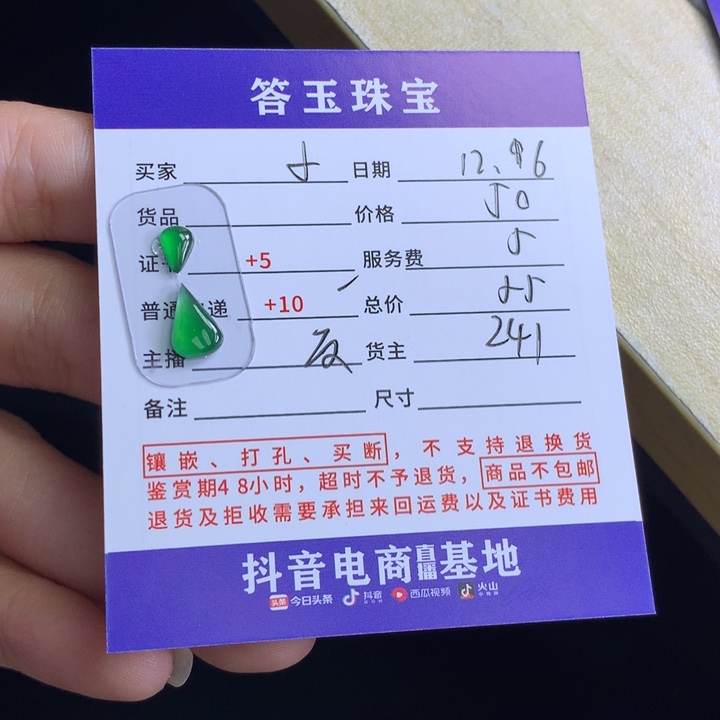 答玉珠宝
买家 日期 12.16
货品 价格 50
证 +5 服务费 5
普通 递 +10 总价 55
主播 货主 241
备注 尺寸
镶嵌、打孔、买断，不支持退换货
鉴赏期48小时，超时不予退货，商品不包邮
退货及拒收需要承担来回运费以及证书费用
抖音电商直播基地
头条 今日头条 抖音 西瓜视频 火山